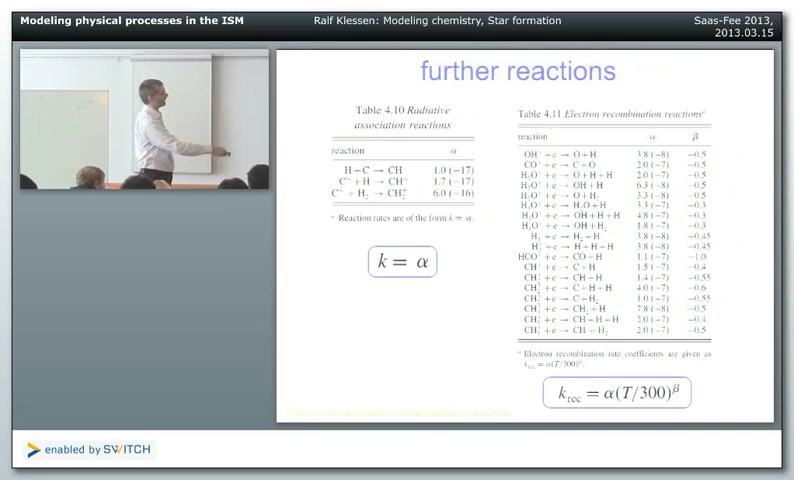 Modeling physical processes in the ISM
Ralf Klessen: Modeling chemistry, Star formation
Saas-Fee 2013,
2013.03.15
further reactions
Table 4.10 Radiative
association reactions
reaction α
H+C → CH 1.0 (−17)
C⁺+H → CH⁺ 1.7 (−17)
C⁺+H₂ → CH₂⁺ 6.0 (−16)
ᵃ Reaction rates are of the form k = α.
k = α
Table 4.11 Electron recombination reactionsᵃ
reaction α β
OH⁺+e → O+H 3.8 (−8) −0.5
CO⁺+e → C+O 2.0 (−7) −0.5
H₂O⁺+e → O+H+H 2.0 (−7) −0.5
H₂O⁺+e → OH+H 6.3 (−8) −0.5
H₂O⁺+e → O+H₂ 3.3 (−8) −0.5
H₃O⁺+e → H₂O+H 3.3 (−7) −0.3
H₃O⁺+e → OH+H+H 4.8 (−7) −0.3
H₃O⁺+e → OH+H₂ 1.8 (−7) −0.3
H₃⁺+e → H₂+H 3.8 (−8) −0.45
H₃⁺+e → H+H+H 3.8 (−8) −0.45
HCO⁺+e → CO+H 1.1 (−7) −1.0
CH⁺+e → C+H 1.5 (−7) −0.4
+e → CH+H 1.4 (−7) −0.55
+e → C+H+H 4.0 (−7) −0.6
+e → C+H₂ 1.0 (−7) −0.55
+e → CH₂+H 7.8 (−8) −0.5
+e → CH+H+H 2.0 (−7) −0.4
+e → CH+H₂ 2.0 (−7) −0.5
ᵃ Electron recombination rate coefficients are given as
k_rec = α(T/300)^β.
k_rec = α(T/300)^β
enabled by SWITCH